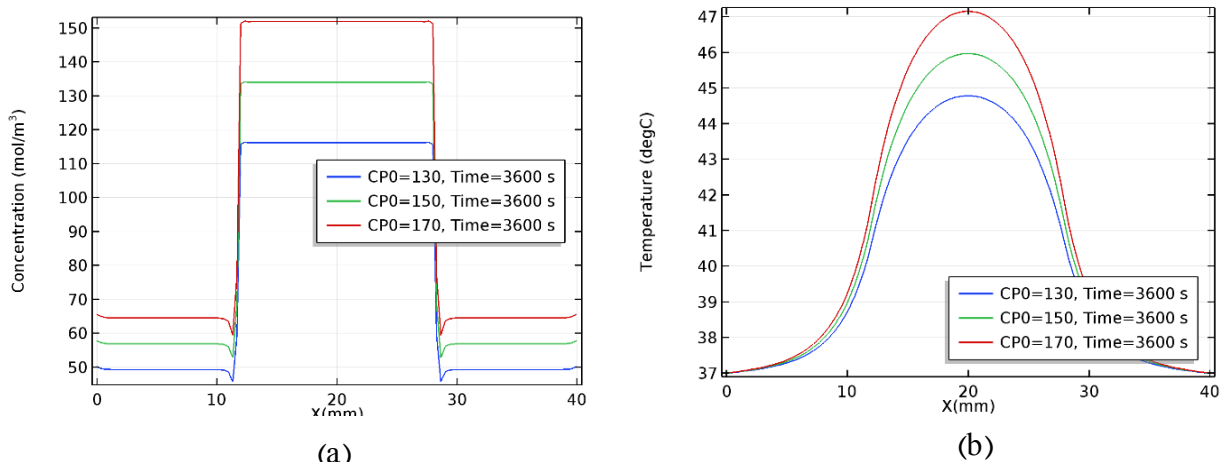 Concentration (mol/m³)
150
140
130
120
110
100
90
80
70
60
50
0
10
20
30
40
X(mm)
CP0=130, Time=3600 s
CP0=150, Time=3600 s
CP0=170, Time=3600 s
(a)
Temperature (degC)
47
46
45
44
43
42
41
40
39
38
37
0
10
20
30
40
X(mm)
CP0=130, Time=3600 s
CP0=150, Time=3600 s
CP0=170, Time=3600 s
(b)